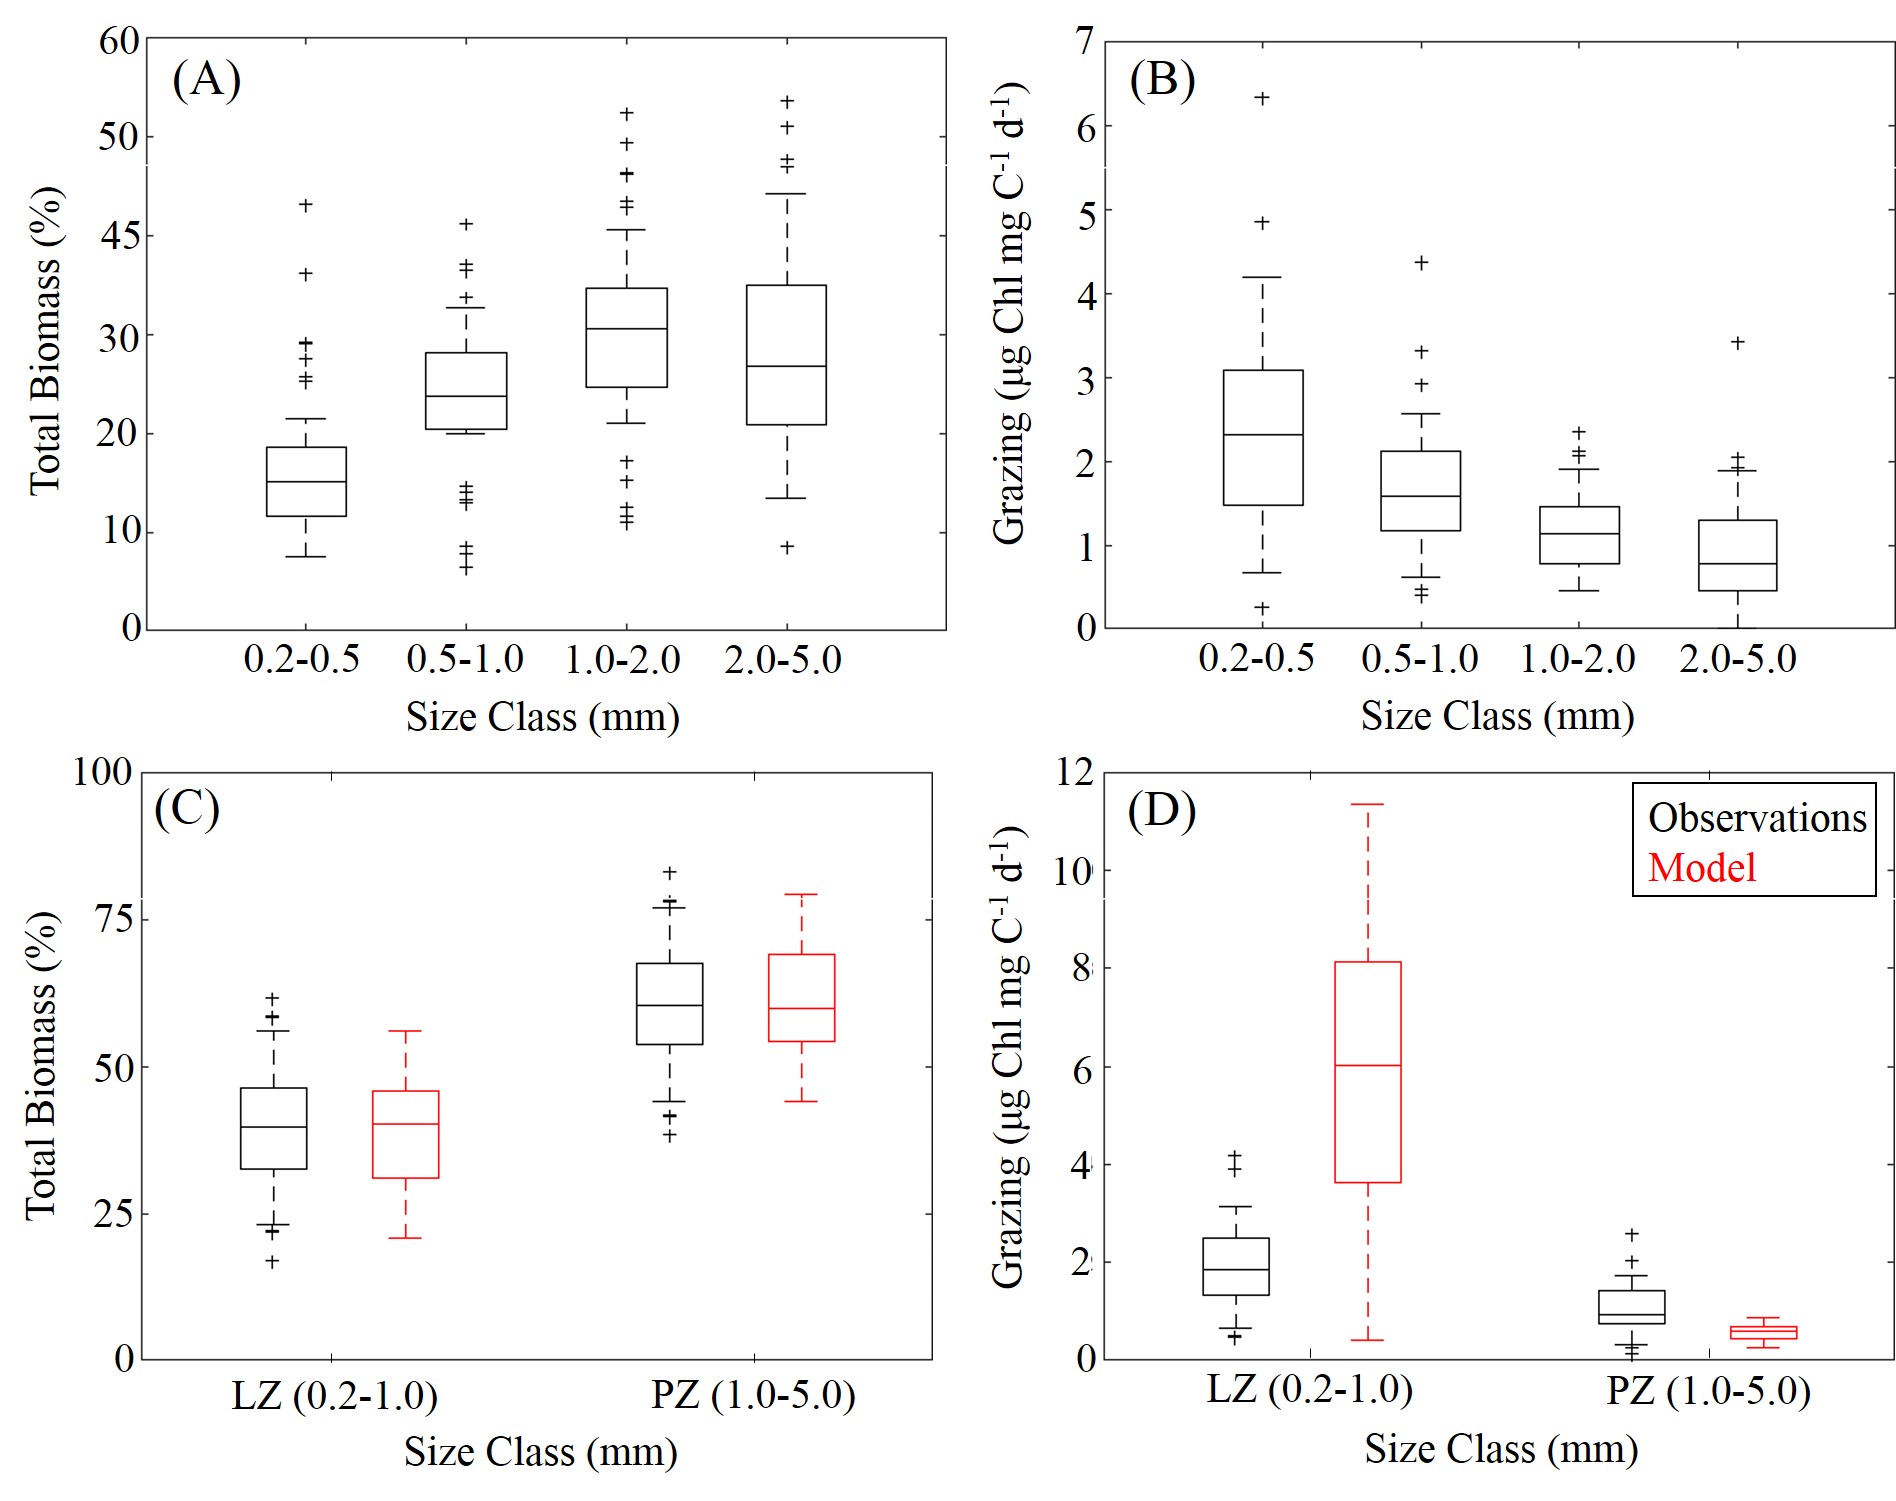 (A)
60
50
45
30
20
10
0
Total Biomass (%)
0.2-0.5 0.5-1.0 1.0-2.0 2.0-5.0
Size Class (mm)
(B)
7
6
5
4
3
2
1
0
Grazing (µg Chl mg C⁻¹ d⁻¹)
0.2-0.5 0.5-1.0 1.0-2.0 2.0-5.0
Size Class (mm)
(C)
100
75
50
25
0
Total Biomass (%)
LZ (0.2-1.0) PZ (1.0-5.0)
Size Class (mm)
(D)
12
10
8
6
4
2
0
Grazing (µg Chl mg C⁻¹ d⁻¹)
Observations
Model
LZ (0.2-1.0) PZ (1.0-5.0)
Size Class (mm)